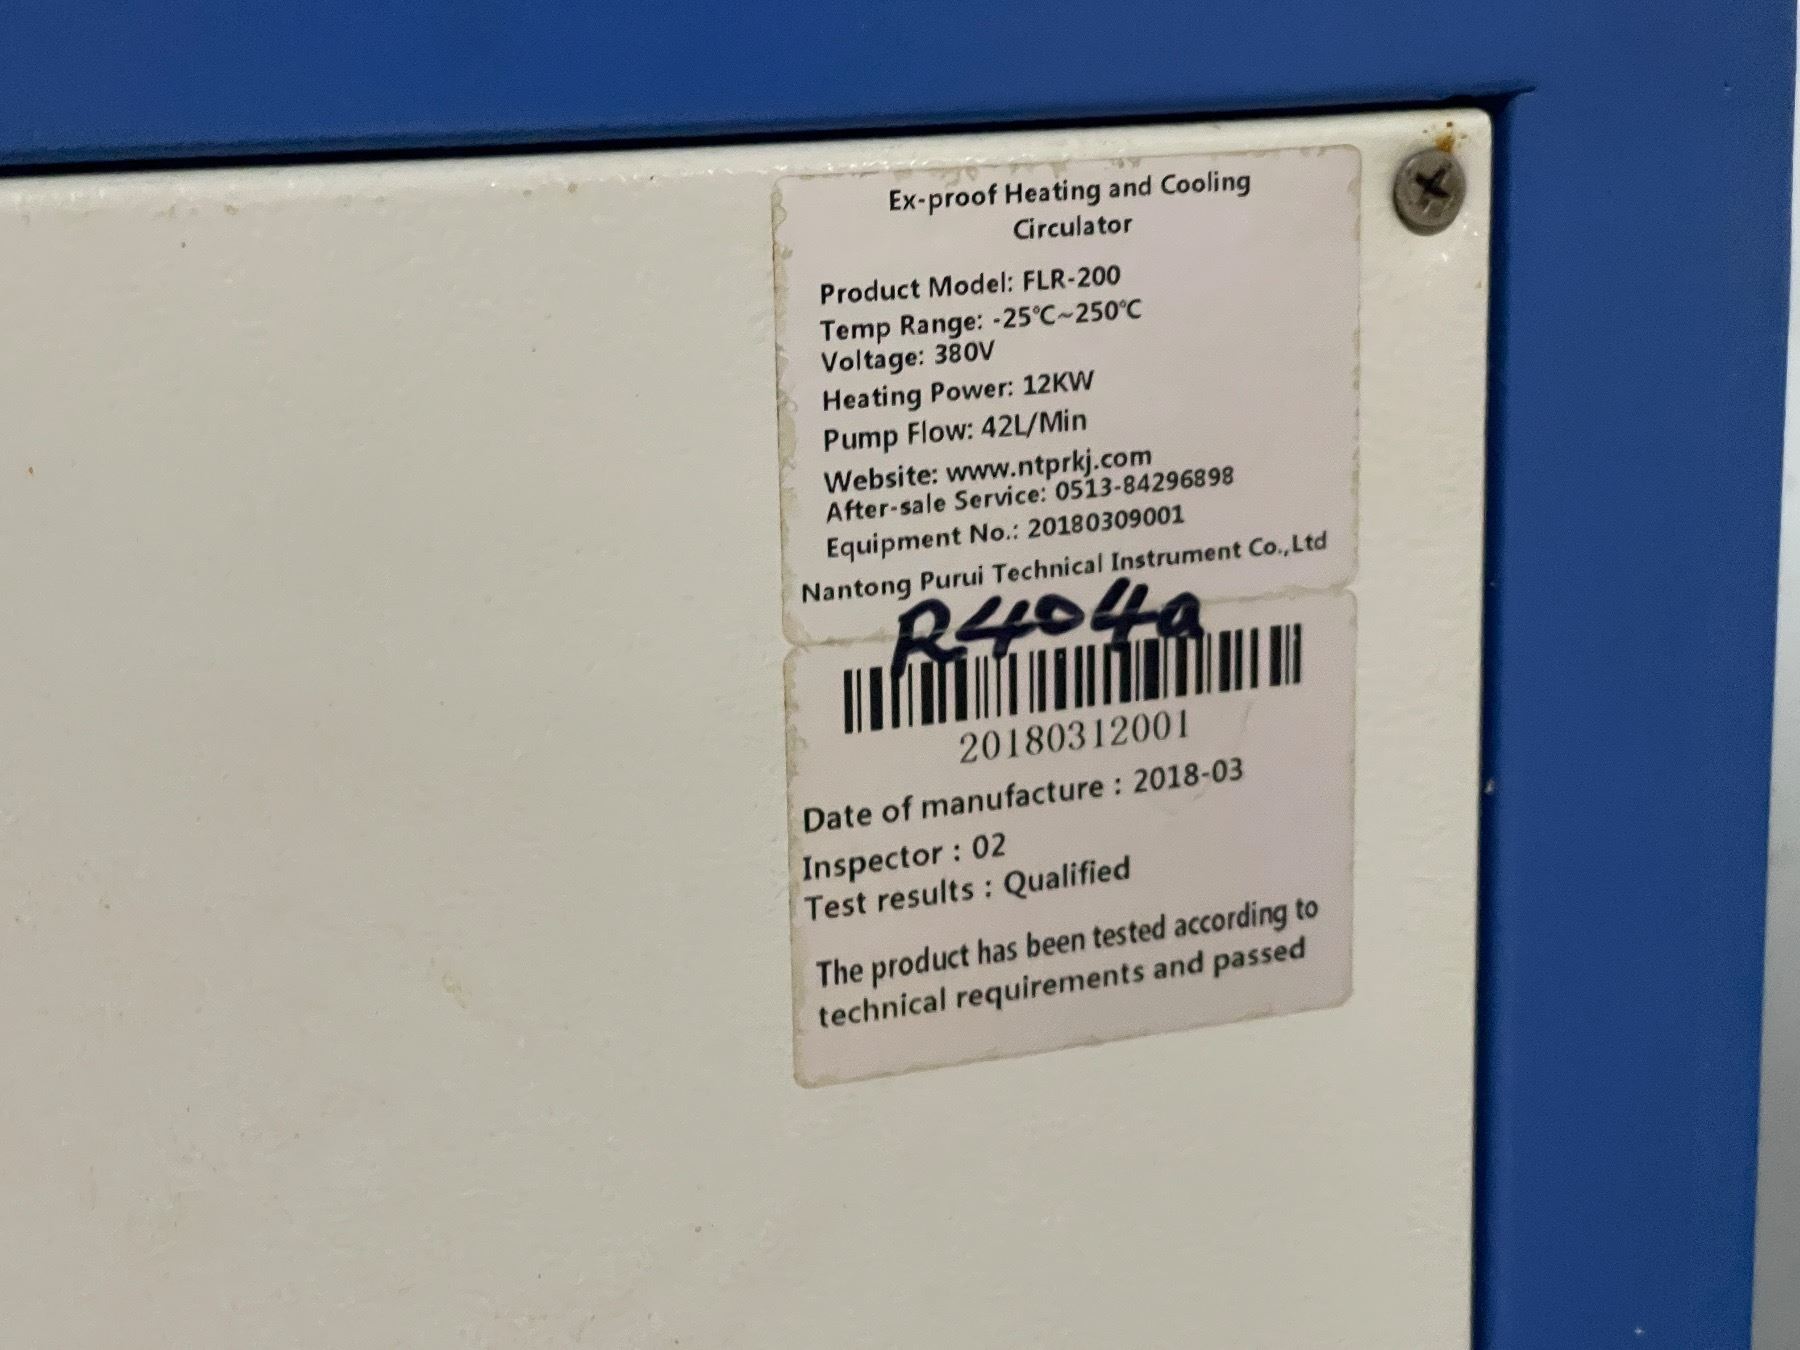 Ex-proof Heating and Cooling
Circulator
Product Model: FLR-200
Temp Range: -25℃~250℃
Voltage: 380V
Heating Power: 12KW
Pump Flow: 42L/Min
Website: www.ntprkj.com
After-sale Service: 0513-84296898
Equipment No.: 20180309001
Nantong Purui Technical Instrument Co.,Ltd
R404a
20180312001
Date of manufacture : 2018-03
Inspector : 02
Test results : Qualified
The product has been tested according to
technical requirements and passed